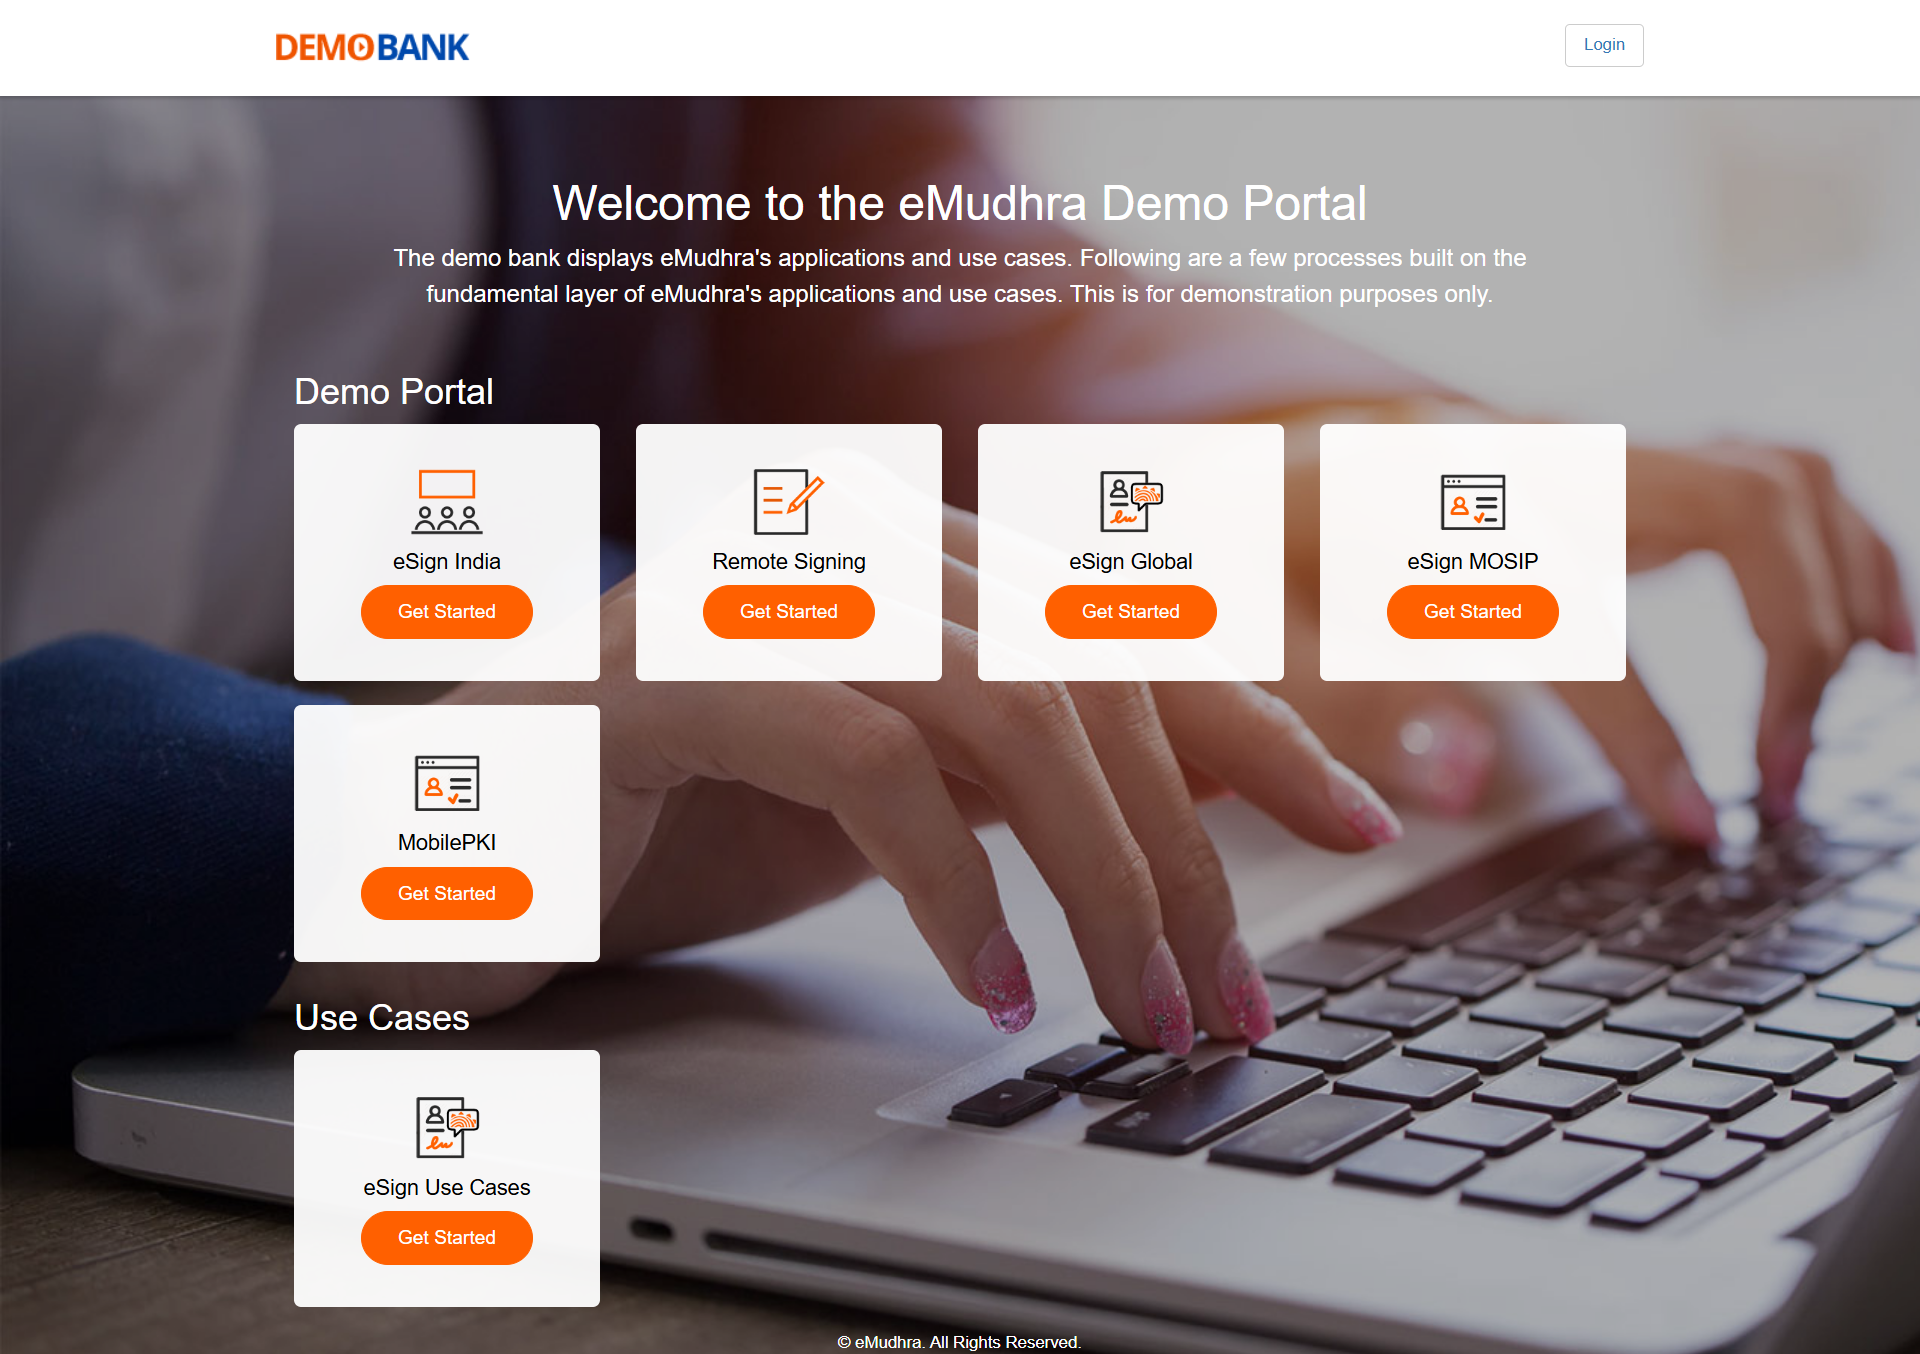 DEMOBANK
Login
Welcome to the eMudhra Demo Portal
The demo bank displays eMudhra's applications and use cases. Following are a few processes built on the
fundamental layer of eMudhra's applications and use cases. This is for demonstration purposes only.
Demo Portal
eSign India
Get Started
Remote Signing
Get Started
eSign Global
Get Started
eSign MOSIP
Get Started
MobilePKI
Get Started
Use Cases
eSign Use Cases
Get Started
© eMudhra. All Rights Reserved.